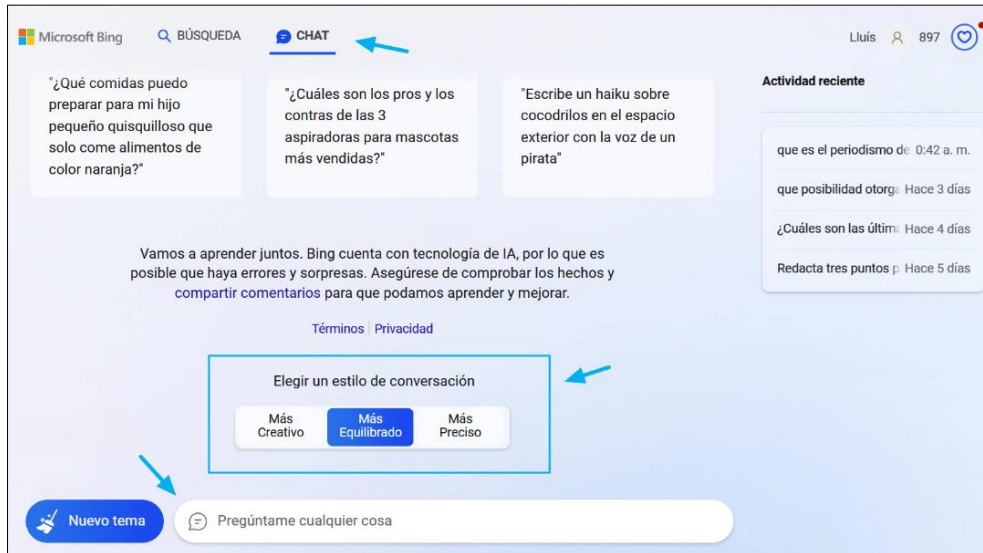 Microsoft Bing
BÚSQUEDA
CHAT
Lluís
897
"¿Qué comidas puedo
preparar para mi hijo
pequeño quisquilloso que
solo come alimentos de
color naranja?"
"¿Cuáles son los pros y los
contras de las 3
aspiradoras para mascotas
más vendidas?"
"Escribe un haiku sobre
cocodrilos en el espacio
exterior con la voz de un
pirata"
Actividad reciente
que es el periodismo de 0:42 a. m.
que posibilidad otorga Hace 3 días
¿Cuáles son las últim Hace 4 días
Redacta tres puntos p Hace 5 días
Vamos a aprender juntos. Bing cuenta con tecnología de IA, por lo que es
posible que haya errores y sorpresas. Asegúrese de comprobar los hechos y
compartir comentarios para que podamos aprender y mejorar.
Términos | Privacidad
Elegir un estilo de conversación
Más
Creativo
Más
Equilibrado
Más
Preciso
Nuevo tema
Pregúntame cualquier cosa